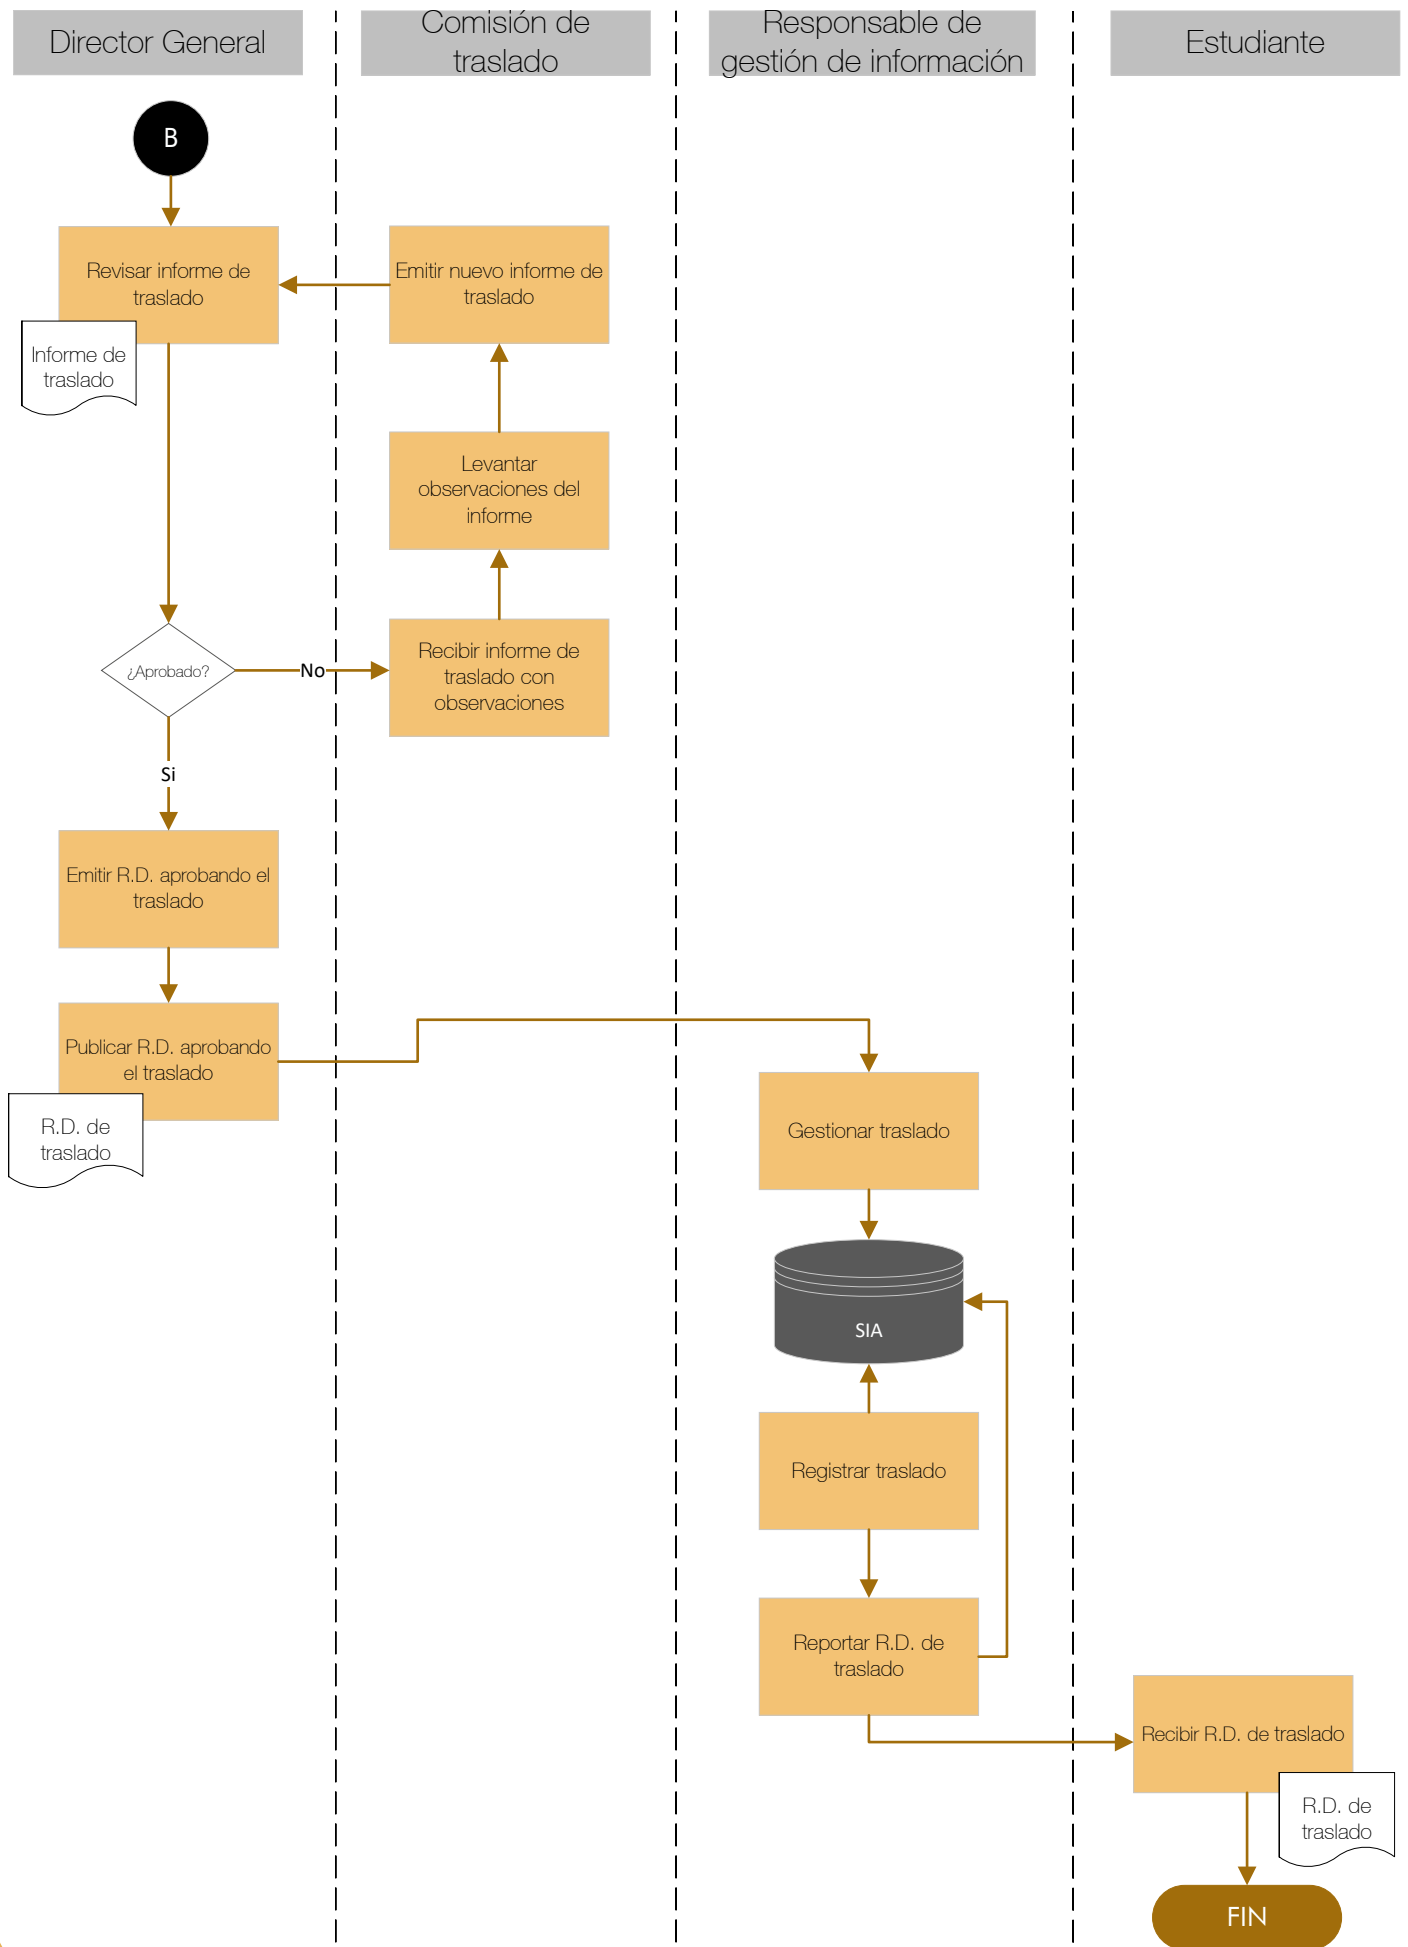 Director General
Comisión de
traslado
Responsable de
gestión de información
Estudiante
B
Revisar informe de
traslado
Informe de
traslado
Emitir nuevo informe de
traslado
Levantar
observaciones del
informe
¿Aprobado?
No
Recibir informe de
traslado con
observaciones
Si
Emitir R.D. aprobando el
traslado
Publicar R.D. aprobando
el traslado
R.D. de
traslado
Gestionar traslado
SIA
Registrar traslado
Reportar R.D. de
traslado
Recibir R.D. de traslado
R.D. de
traslado
FIN